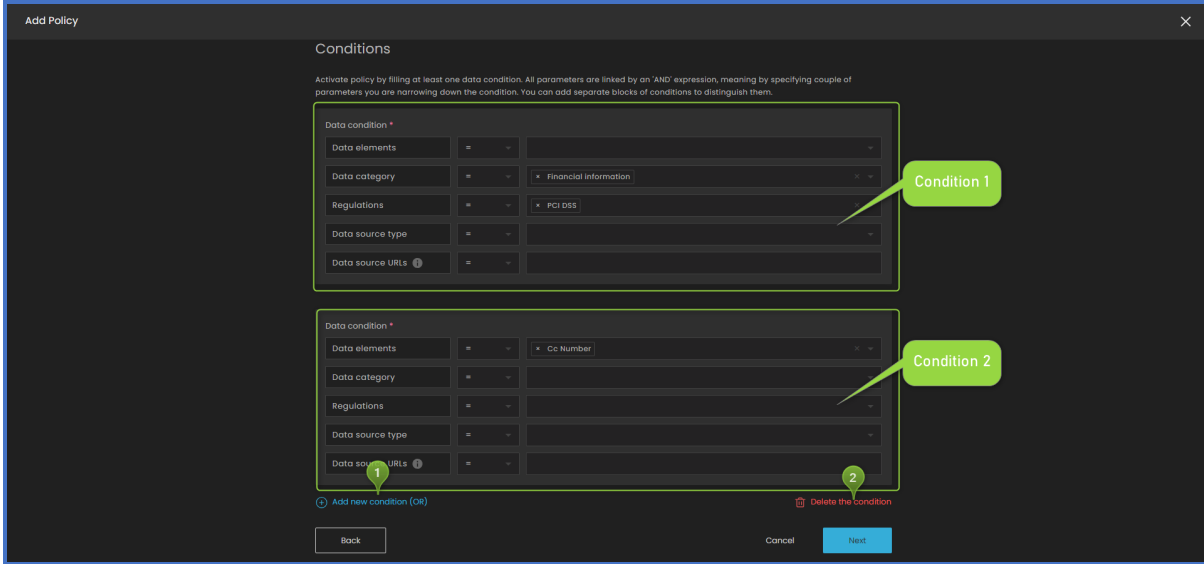 Add Policy
Conditions
Activate policy by filling at least one data condition. All parameters are linked by an 'AND' expression, meaning by specifying couple of
parameters you are narrowing down the condition. You can add separate blocks of conditions to distinguish them.
Data condition *
Data elements =
Data category = × Financial information
Condition 1
Regulations = × PCI DSS
Data source type =
Data source URLs =
Data condition *
Data elements = × Cc Number
Condition 2
Data category =
Regulations =
Data source type =
Data source URLs =
1
2
Add new condition (OR) Delete the condition
Back Cancel Next